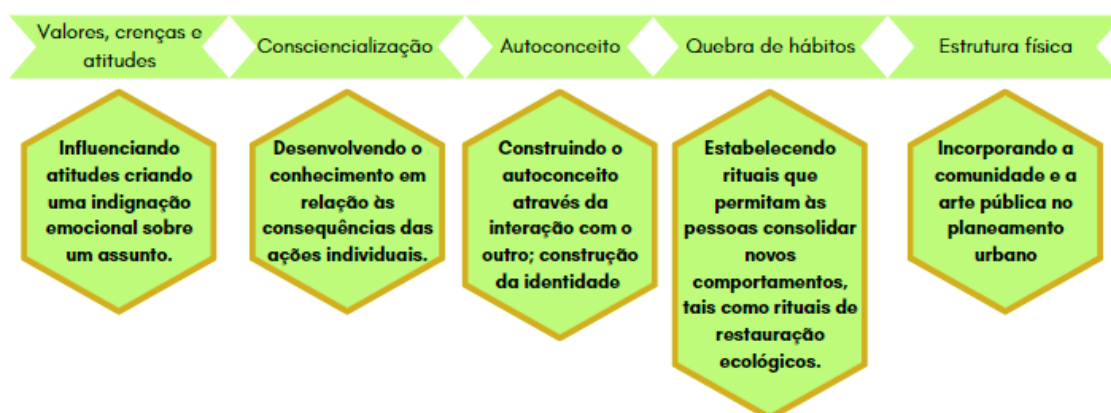 Valores, crenças e
atitudes
Consciencialização
Autoconceito
Quebra de hábitos
Estrutura física
Influenciando
atitudes criando
uma indignação
emocional sobre
um assunto.
Desenvolvendo o
conhecimento em
relação às
consequências das
ações individuais.
Construindo o
autoconceito
através da
interação com o
outro; construção
da identidade
Estabelecendo
rituais que
permitam às
pessoas consolidar
novos
comportamentos,
tais como rituais de
restauração
ecológicos.
Incorporando a
comunidade e a
arte pública no
planeamento
urbano